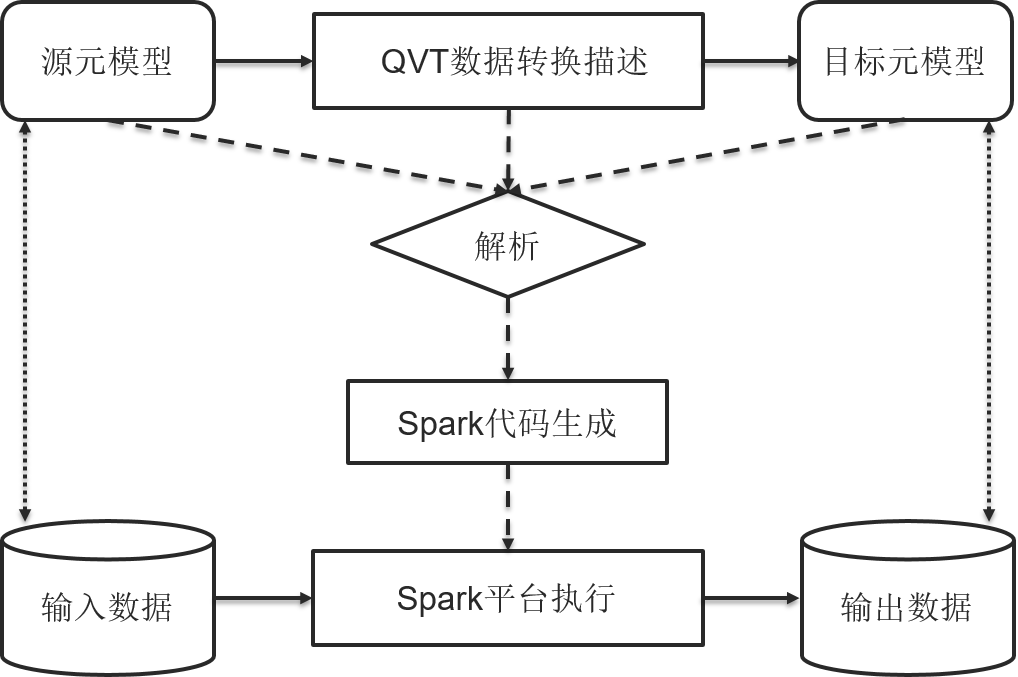 源元模型
QVT数据转换描述
目标元模型
解析
Spark代码生成
输入数据
Spark平台执行
输出数据